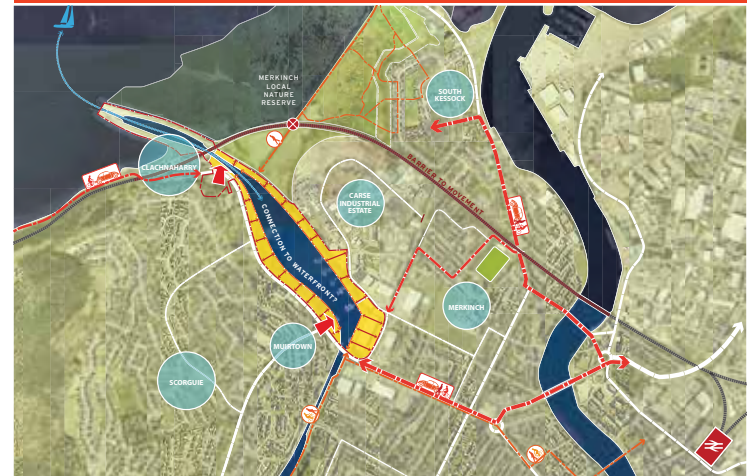 MERKINCH
LOCAL
NATURE
RESERVE
SOUTH
KESSOCK
CLACHNAHARRY
BARRIER TO MOVEMENT
CARSE
INDUSTRIAL
ESTATE
CONNECTION TO WATERFRONT?
MERKINCH
MUIRTOWN
SCORGUIE